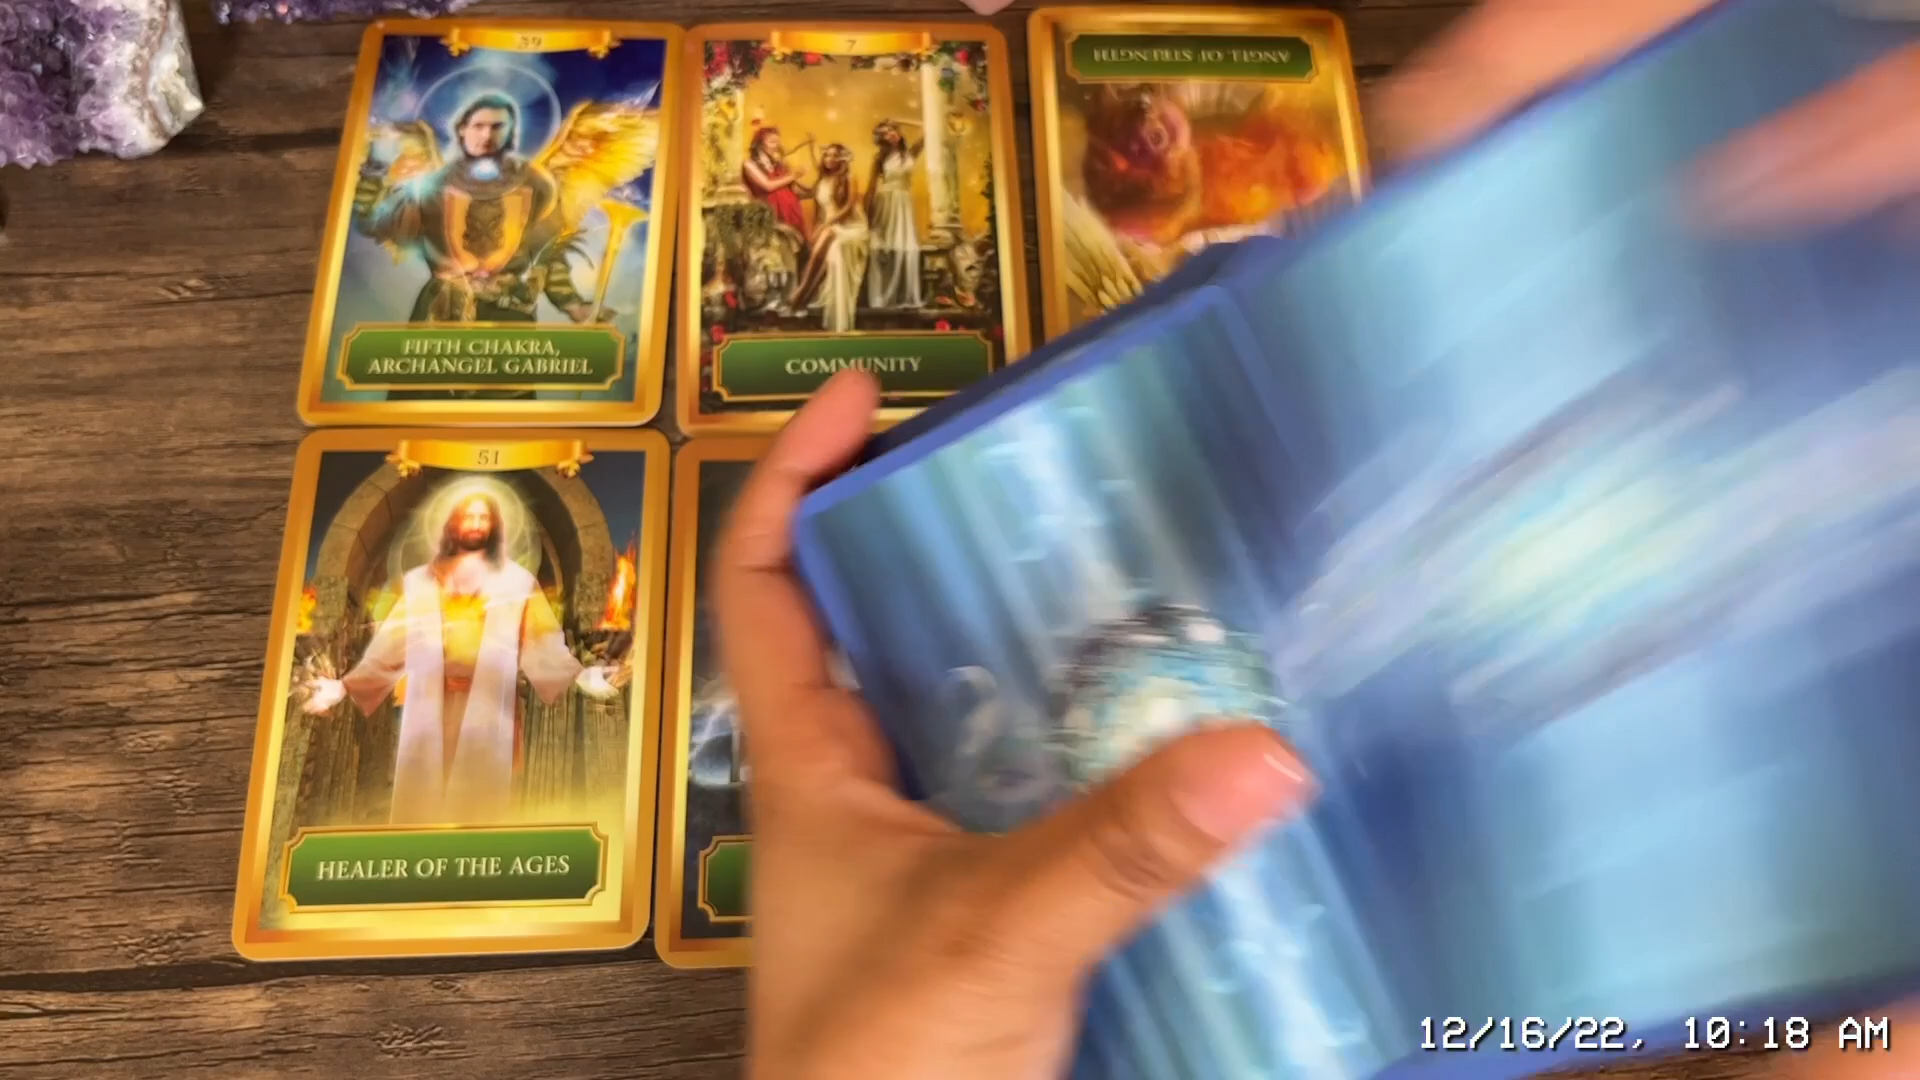 39
7
ANGEL OF STRENGTH
FIFTH CHAKRA,
ARCHANGEL GABRIEL
COMMUNITY
51
HEALER OF THE AGES
12/16/22, 10:18 AM